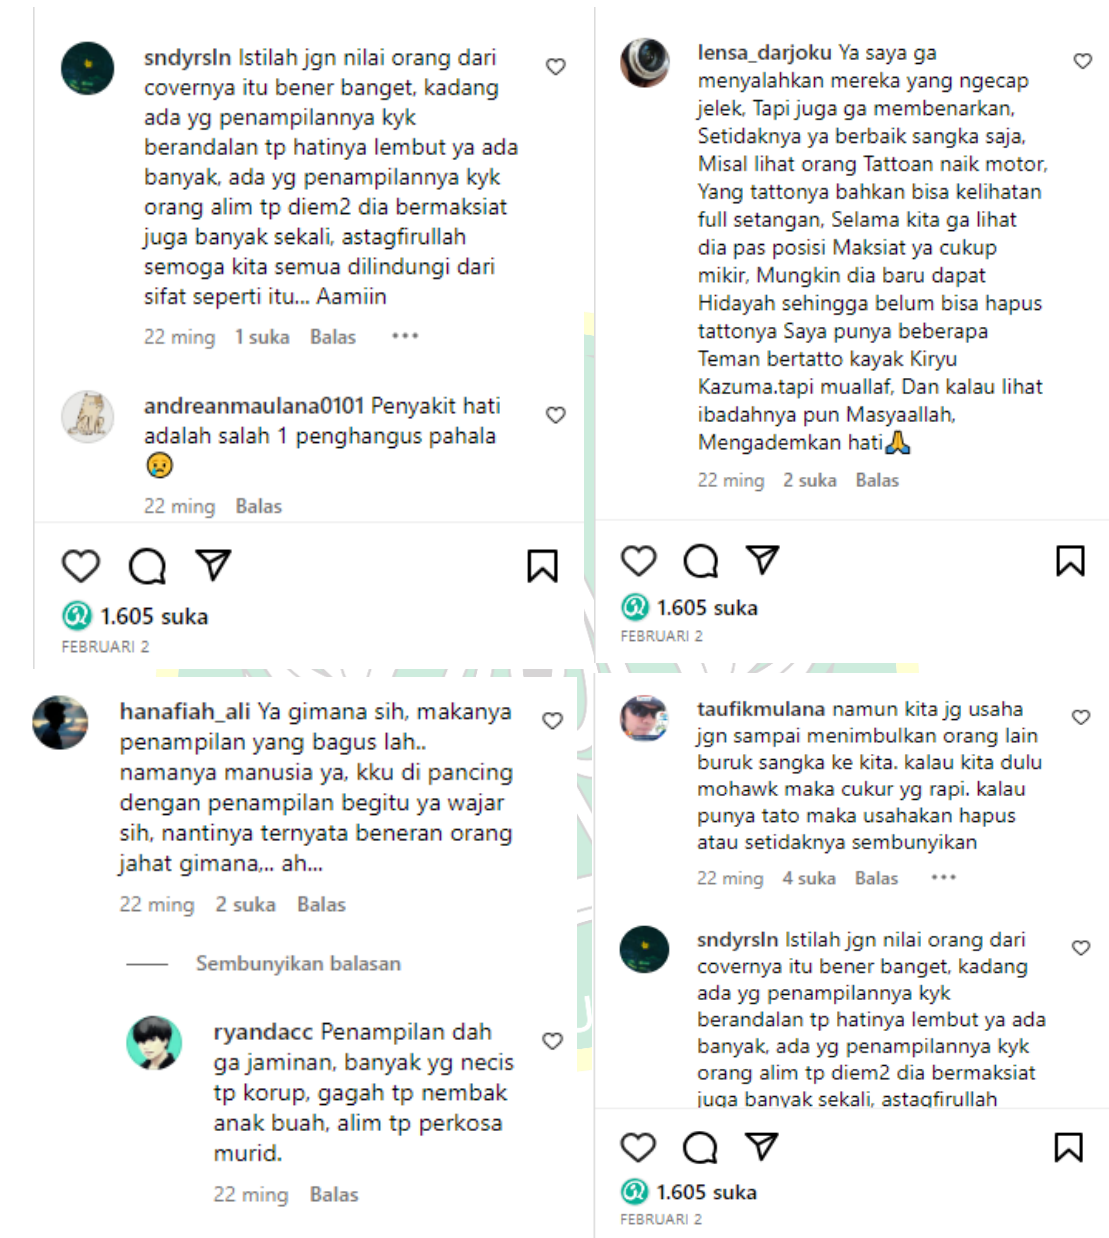 sndyrsln Istilah jgn nilai orang dari
covernya itu bener banget, kadang
ada yg penampilannya kyk
berandalan tp hatinya lembut ya ada
banyak, ada yg penampilannya kyk
orang alim tp diem2 dia bermaksiat
juga banyak sekali, astagfirullah
semoga kita semua dilindungi dari
sifat seperti itu... Aamiin
22 ming 1 suka Balas
andreanmaulana0101 Penyakit hati
adalah salah 1 penghangus pahala
😢
22 ming Balas
1.605 suka
FEBRUARI 2
lensa_darjoku Ya saya ga
menyalahkan mereka yang ngecap
jelek, Tapi juga ga membenarkan,
Setidaknya ya berbaik sangka saja,
Misal lihat orang Tattoan naik motor,
Yang tattonya bahkan bisa kelihatan
full setangan, Selama kita ga lihat
dia pas posisi Maksiat ya cukup
mikir, Mungkin dia baru dapat
Hidayah sehingga belum bisa hapus
tattonya Saya punya beberapa
Teman bertatto kayak Kiryu
Kazuma.tapi muallaf, Dan kalau lihat
ibadahnya pun Masyaallah,
Mengademkan hati🙏
22 ming 2 suka Balas
1.605 suka
FEBRUARI 2
hanafiah_ali Ya gimana sih, makanya
penampilan yang bagus lah..
namanya manusia ya, kku di pancing
dengan penampilan begitu ya wajar
sih, nantinya ternyata beneran orang
jahat gimana,.. ah...
22 ming 2 suka Balas
Sembunyikan balasan
ryandacc Penampilan dah
ga jaminan, banyak yg necis
tp korup, gagah tp nembak
anak buah, alim tp perkosa
murid.
22 ming Balas
taufikmulana namun kita jg usaha
jgn sampai menimbulkan orang lain
buruk sangka ke kita. kalau kita dulu
mohawk maka cukur yg rapi. kalau
punya tato maka usahakan hapus
atau setidaknya sembunyikan
22 ming 4 suka Balas
sndyrsln Istilah jgn nilai orang dari
covernya itu bener banget, kadang
ada yg penampilannya kyk
berandalan tp hatinya lembut ya ada
banyak, ada yg penampilannya kyk
orang alim tp diem2 dia bermaksiat
juga banyak sekali, astagfirullah
1.605 suka
FEBRUARI 2